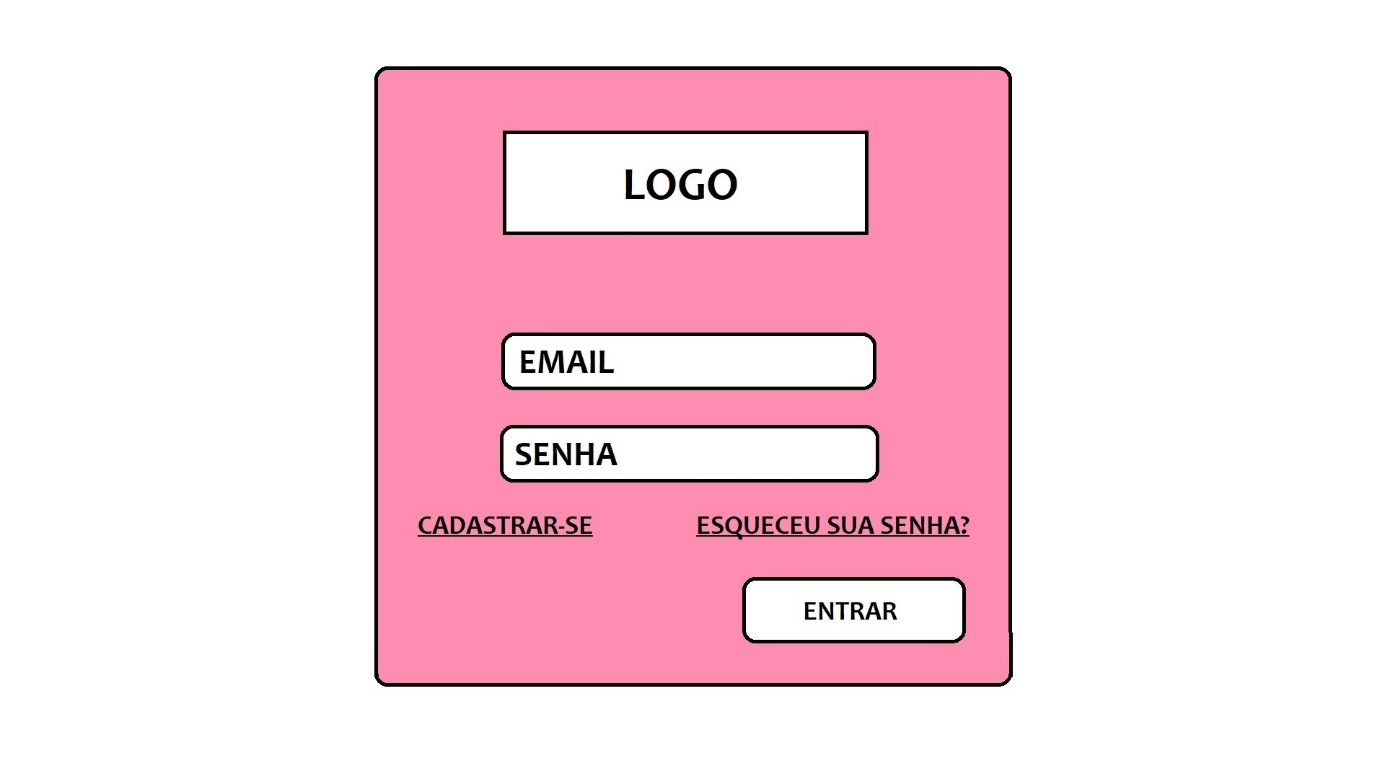 LOGO
EMAIL
SENHA
CADASTRAR-SE
ESQUECEU SUA SENHA?
ENTRAR